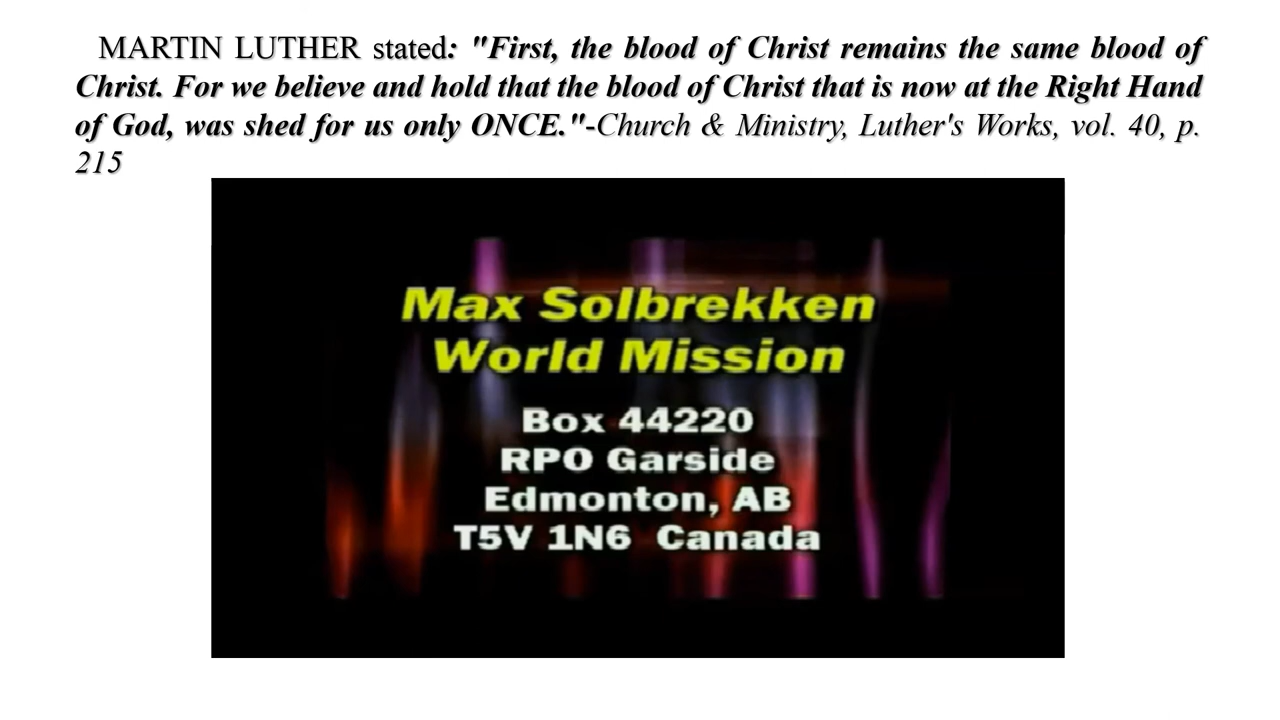 MARTIN LUTHER stated: "First, the blood of Christ remains the same blood of
Christ. For we believe and hold that the blood of Christ that is now at the Right Hand
of God, was shed for us only ONCE."-Church & Ministry, Luther's Works, vol. 40, p.
215
Max Solbrekken
World Mission
Box 44220
RPO Garside
Edmonton, AB
T5V 1N6 Canada